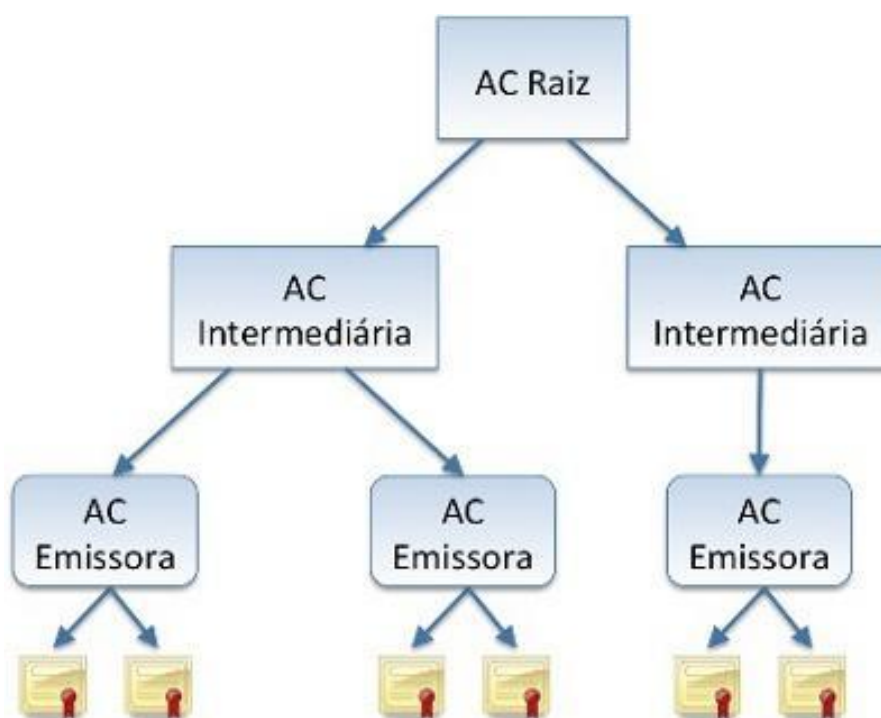 AC Raiz
AC
Intermediária
AC
Intermediária
AC
Emissora
AC
Emissora
AC
Emissora